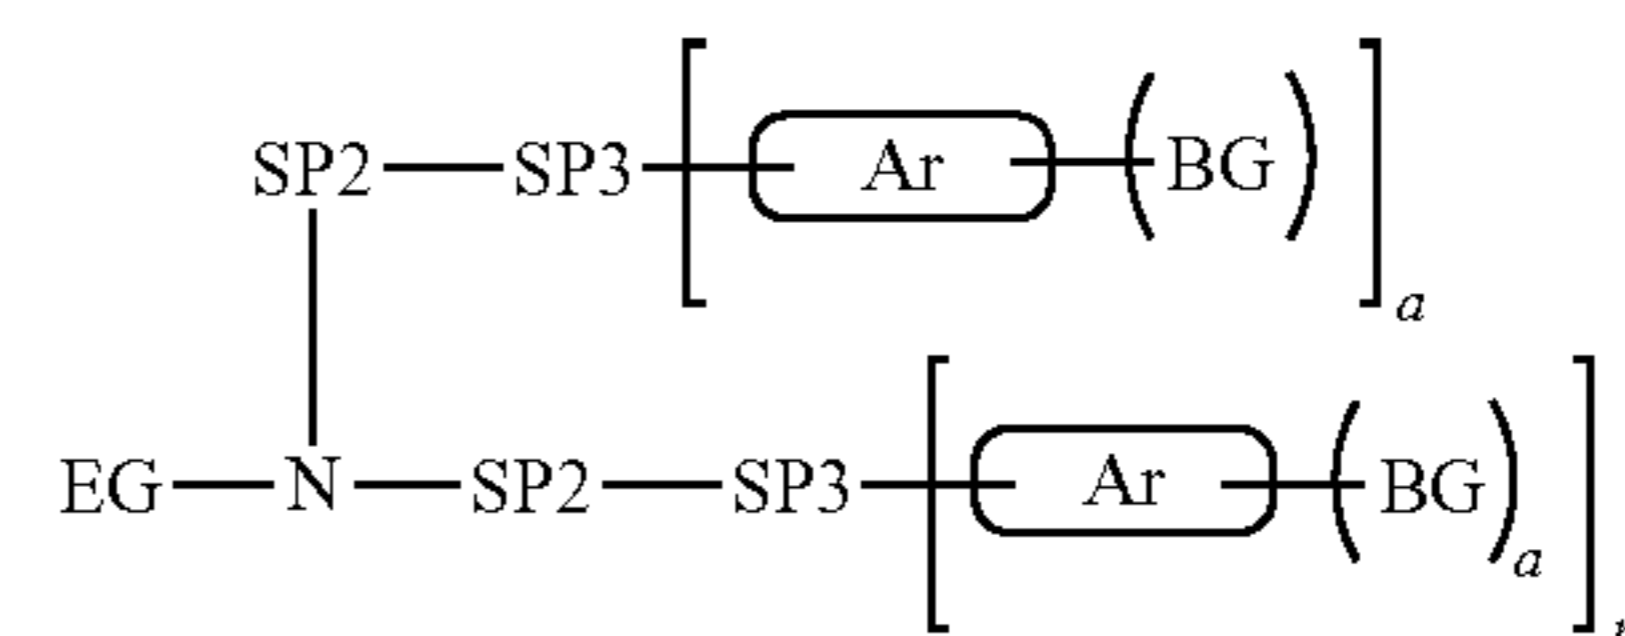 SP2—SP3—[Ar—(BG)]a
EG—N—SP2—SP3—[Ar—(BG)a]